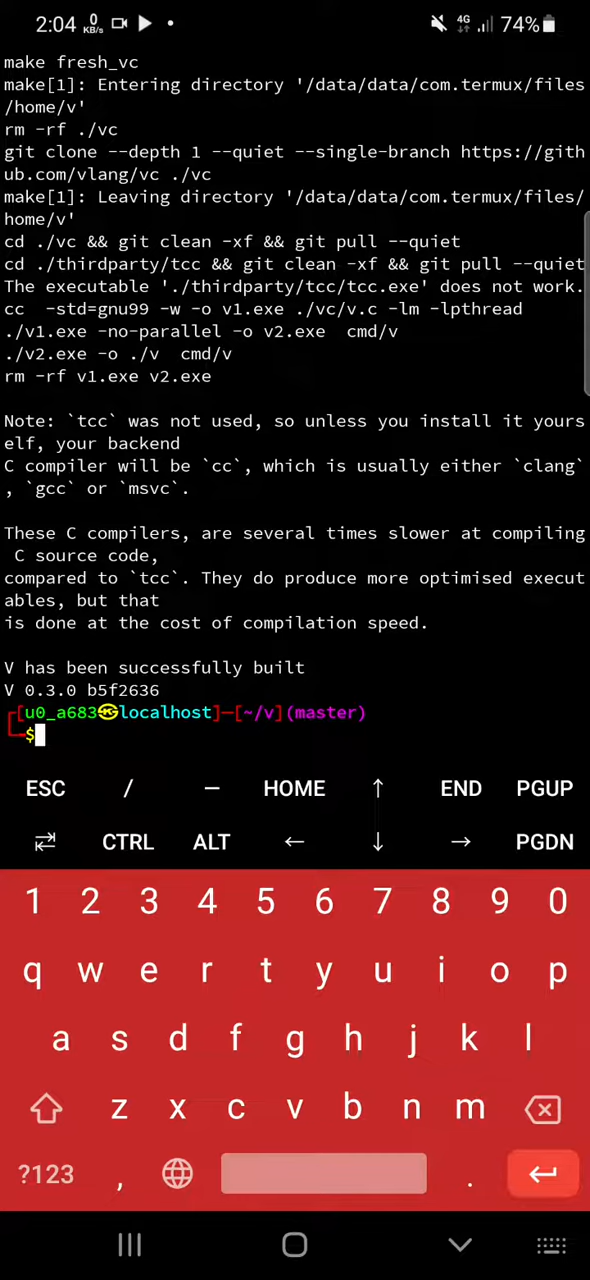 2:04 0 KB/s 4G 74%
make fresh_vc
make[1]: Entering directory '/data/data/com.termux/files
/home/v'
rm -rf ./vc
git clone --depth 1 --quiet --single-branch https://gith
ub.com/vlang/vc ./vc
make[1]: Leaving directory '/data/data/com.termux/files/
home/v'
cd ./vc && git clean -xf && git pull --quiet
cd ./thirdparty/tcc && git clean -xf && git pull --quiet
The executable './thirdparty/tcc/tcc.exe' does not work.
cc  -std=gnu99 -w -o v1.exe ./vc/v.c -lm -lpthread
./v1.exe -no-parallel -o v2.exe  cmd/v
./v2.exe -o ./v  cmd/v
rm -rf v1.exe v2.exe
Note: `tcc` was not used, so unless you install it yours
elf, your backend
C compiler will be `cc`, which is usually either `clang`
, `gcc` or `msvc`.
These C compilers, are several times slower at compiling
 C source code,
compared to `tcc`. They do produce more optimised execut
ables, but that
is done at the cost of compilation speed.
V has been successfully built
V 0.3.0 b5f2636
┌[u0_a683㉿localhost]─[~/v](master)
└─$
ESC / — HOME ↑ END PGUP
⇄ CTRL ALT ← ↓ → PGDN
1 2 3 4 5 6 7 8 9 0
q w e r t y u i o p
a s d f g h j k l
z x c v b n m
?123 , .